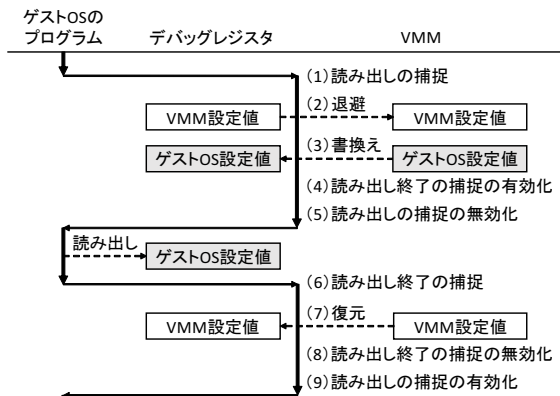 ゲストOSの
プログラム
デバッグレジスタ
VMM
(1)読み出しの捕捉
(2)退避
VMM設定値
VMM設定値
(3)書換え
ゲストOS設定値
ゲストOS設定値
(4)読み出し終了の捕捉の有効化
(5)読み出しの捕捉の無効化
読み出し
ゲストOS設定値
(6)読み出し終了の捕捉
(7)復元
VMM設定値
VMM設定値
(8)読み出し終了の捕捉の無効化
(9)読み出しの捕捉の有効化